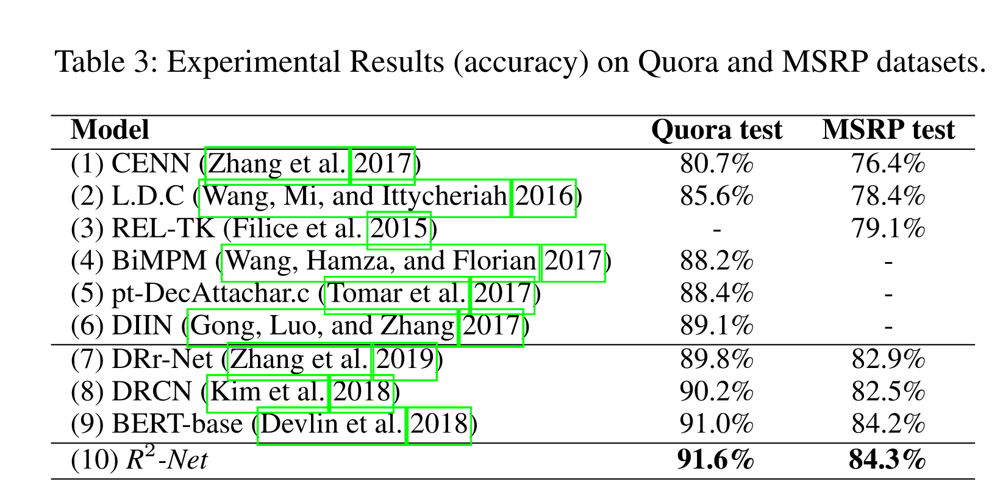 Table 3: Experimental Results (accuracy) on Quora and MSRP datasets.
Model Quora test MSRP test
(1) CENN (Zhang et al. 2017) 80.7% 76.4%
(2) L.D.C (Wang, Mi, and Ittycheriah 2016) 85.6% 78.4%
(3) REL-TK (Filice et al. 2015) - 79.1%
(4) BiMPM (Wang, Hamza, and Florian 2017) 88.2% -
(5) pt-DecAttachar.c (Tomar et al. 2017) 88.4% -
(6) DIIN (Gong, Luo, and Zhang 2017) 89.1% -
(7) DRr-Net (Zhang et al. 2019) 89.8% 82.9%
(8) DRCN (Kim et al. 2018) 90.2% 82.5%
(9) BERT-base (Devlin et al. 2018) 91.0% 84.2%
(10) R²-Net 91.6% 84.3%